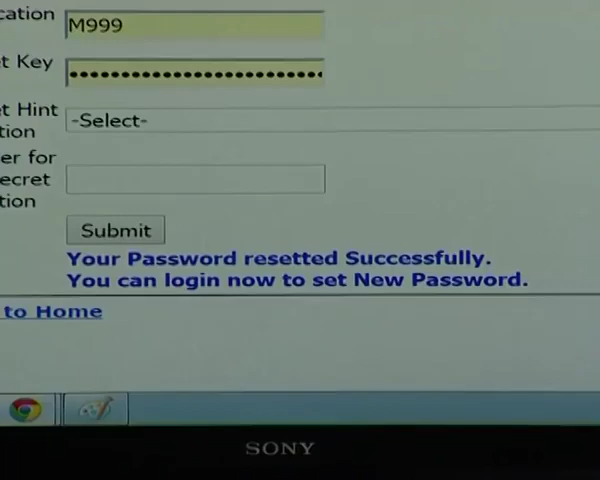 cation
M999
t Key
t Hint
tion
-Select-
er for
ecret
tion
Submit
Your Password resetted Successfully.
You can login now to set New Password.
to Home
SONY